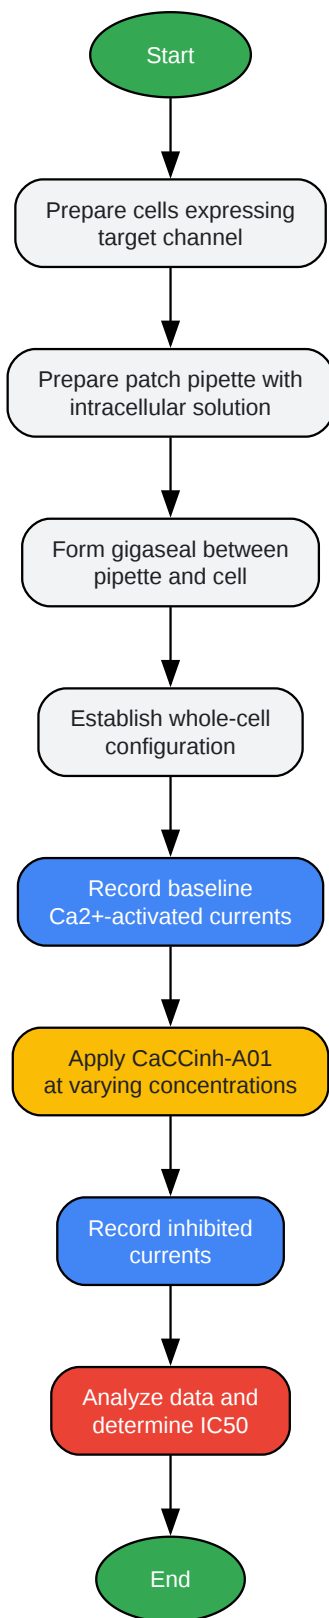 Start
Prepare cells expressing
target channel
Prepare patch pipette with
intracellular solution
Form gigaseal between
pipette and cell
Establish whole-cell
configuration
Record baseline
Ca2+-activated currents
Apply CaCCinh-A01
at varying concentrations
Record inhibited
currents
Analyze data and
determine IC50
End